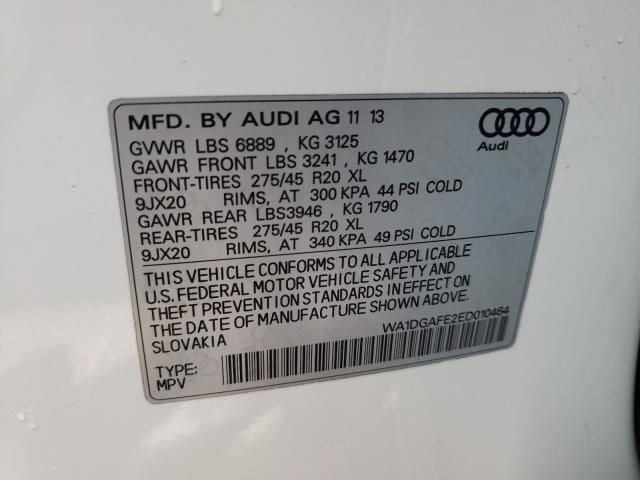 MFD. BY AUDI AG 11 13
Audi
GVWR LBS 6889 , KG 3125
GAWR FRONT LBS 3241 , KG 1470
FRONT-TIRES 275/45 R20 XL
9JX20 RIMS, AT 300 KPA 44 PSI COLD
GAWR REAR LBS3946 , KG 1790
REAR-TIRES 275/45 R20 XL
9JX20 RIMS, AT 340 KPA 49 PSI COLD
THIS VEHICLE CONFORMS TO ALL APPLICABLE
U.S. FEDERAL MOTOR VEHICLE SAFETY AND
THEFT PREVENTION STANDARDS IN EFFECT ON
THE DATE OF MANUFACTURE SHOWN ABOVE.
SLOVAKIA
WA1DGAFE2ED010464
TYPE:
MPV